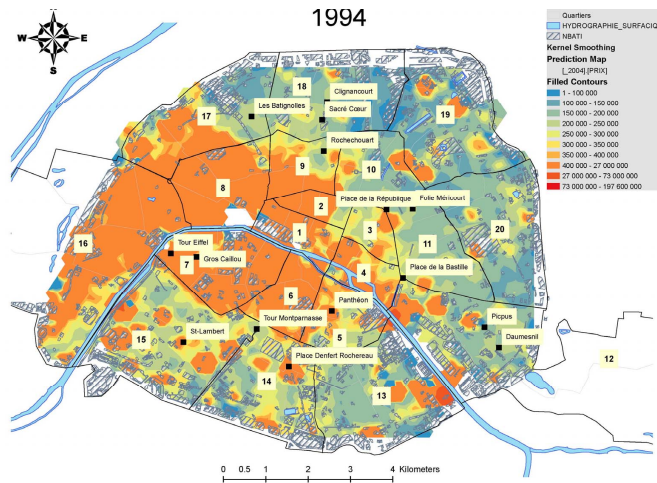 1994
N
W E
S
Quartiers
HYDROGRAPHIE_SURFACIQ
NBATI
Kernel Smoothing
Prediction Map
[_2004].[PRIX]
Filled Contours
1 - 100 000
100 000 - 150 000
150 000 - 200 000
200 000 - 250 000
250 000 - 300 000
300 000 - 350 000
350 000 - 400 000
400 000 - 27 000 000
27 000 000 - 73 000 000
73 000 000 - 197 600 000
18
Clignancourt
Les Batignolles
Sacré Cœur
17
19
Rochechouart
9
10
8
2
Place de la République
Folie Méricourt
1
3
20
16
11
Tour Eiffel
7
Gros Caillou
4
Place de la Bastille
6
Panthéon
Tour Montparnasse
Picpus
15
St-Lambert
5
Daumesnil
Place Denfert Rochereau
12
14
13
0 0.5 1 2 3 4 Kilometers